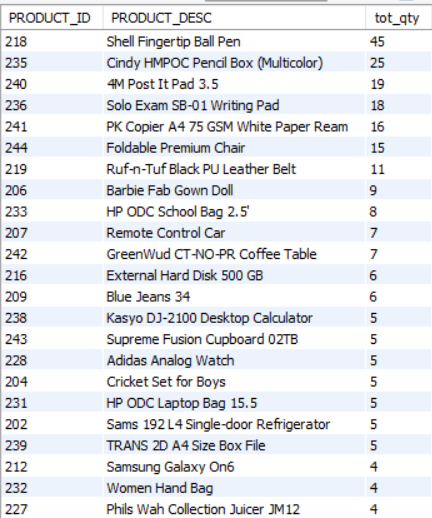 PRODUCT_ID PRODUCT_DESC tot_qty
218 Shell Fingertip Ball Pen 45
235 Cindy HMPOC Pencil Box (Multicolor) 25
240 4M Post It Pad 3.5 19
236 Solo Exam SB-01 Writing Pad 18
241 PK Copier A4 75 GSM White Paper Ream 16
244 Foldable Premium Chair 15
219 Ruf-n-Tuf Black PU Leather Belt 11
206 Barbie Fab Gown Doll 9
233 HP ODC School Bag 2.5' 8
207 Remote Control Car 7
242 GreenWud CT-NO-PR Coffee Table 7
216 External Hard Disk 500 GB 6
209 Blue Jeans 34 6
238 Kasyo DJ-2100 Desktop Calculator 5
243 Supreme Fusion Cupboard 02TB 5
228 Adidas Analog Watch 5
204 Cricket Set for Boys 5
231 HP ODC Laptop Bag 15.5 5
202 Sams 192 L4 Single-door Refrigerator 5
239 TRANS 2D A4 Size Box File 5
212 Samsung Galaxy On6 4
232 Women Hand Bag 4
227 Phils Wah Collection Juicer JM12 4